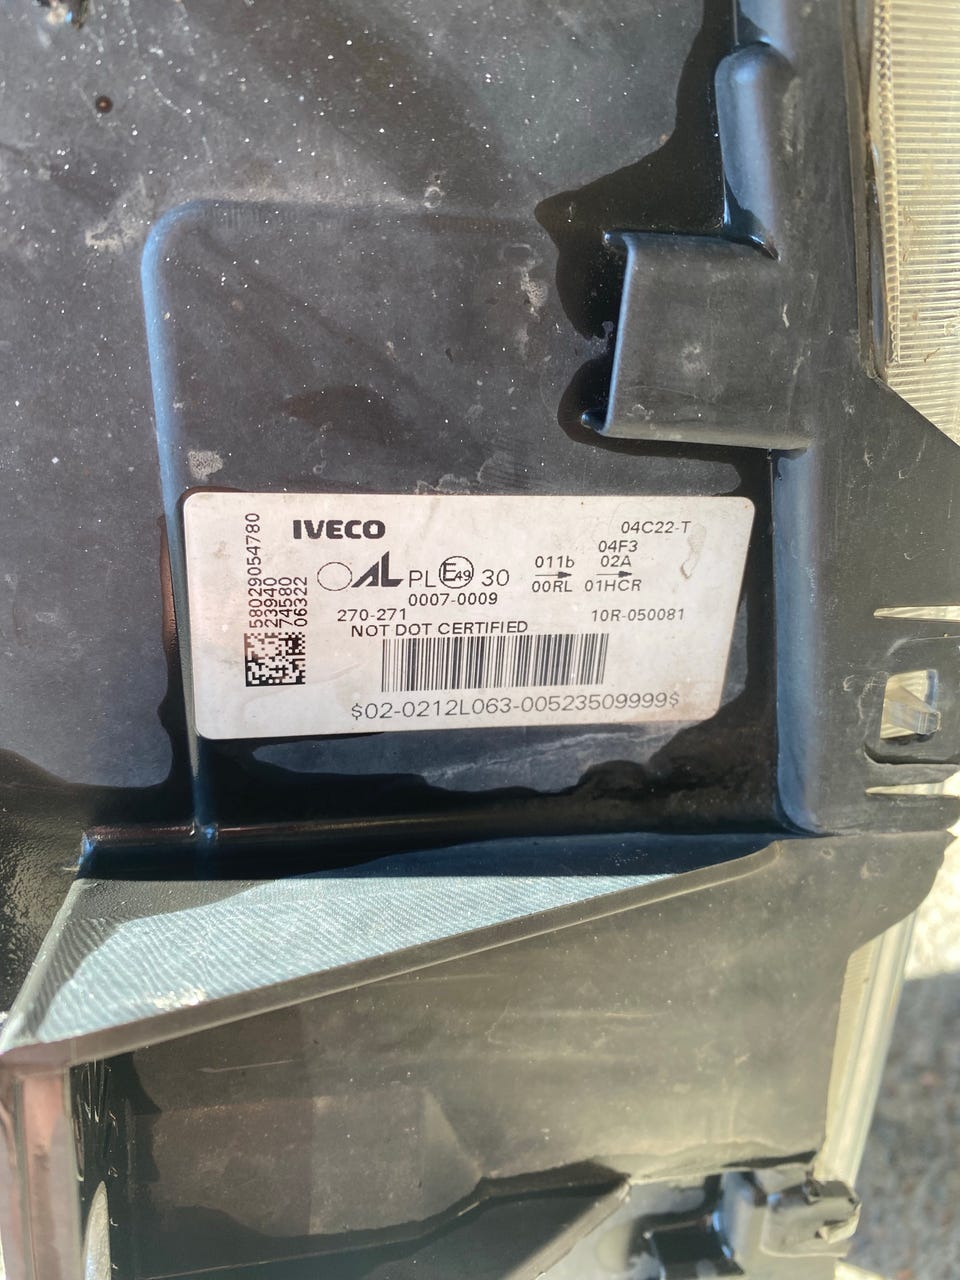 IVECO
04C22-T
04F3
011b 02A
AL PL E49 30
00RL 01HCR
0007-0009
270-271
10R-050081
NOT DOT CERTIFIED
$02-0212L063-00523509999$
58029054780
23940
74580
06322